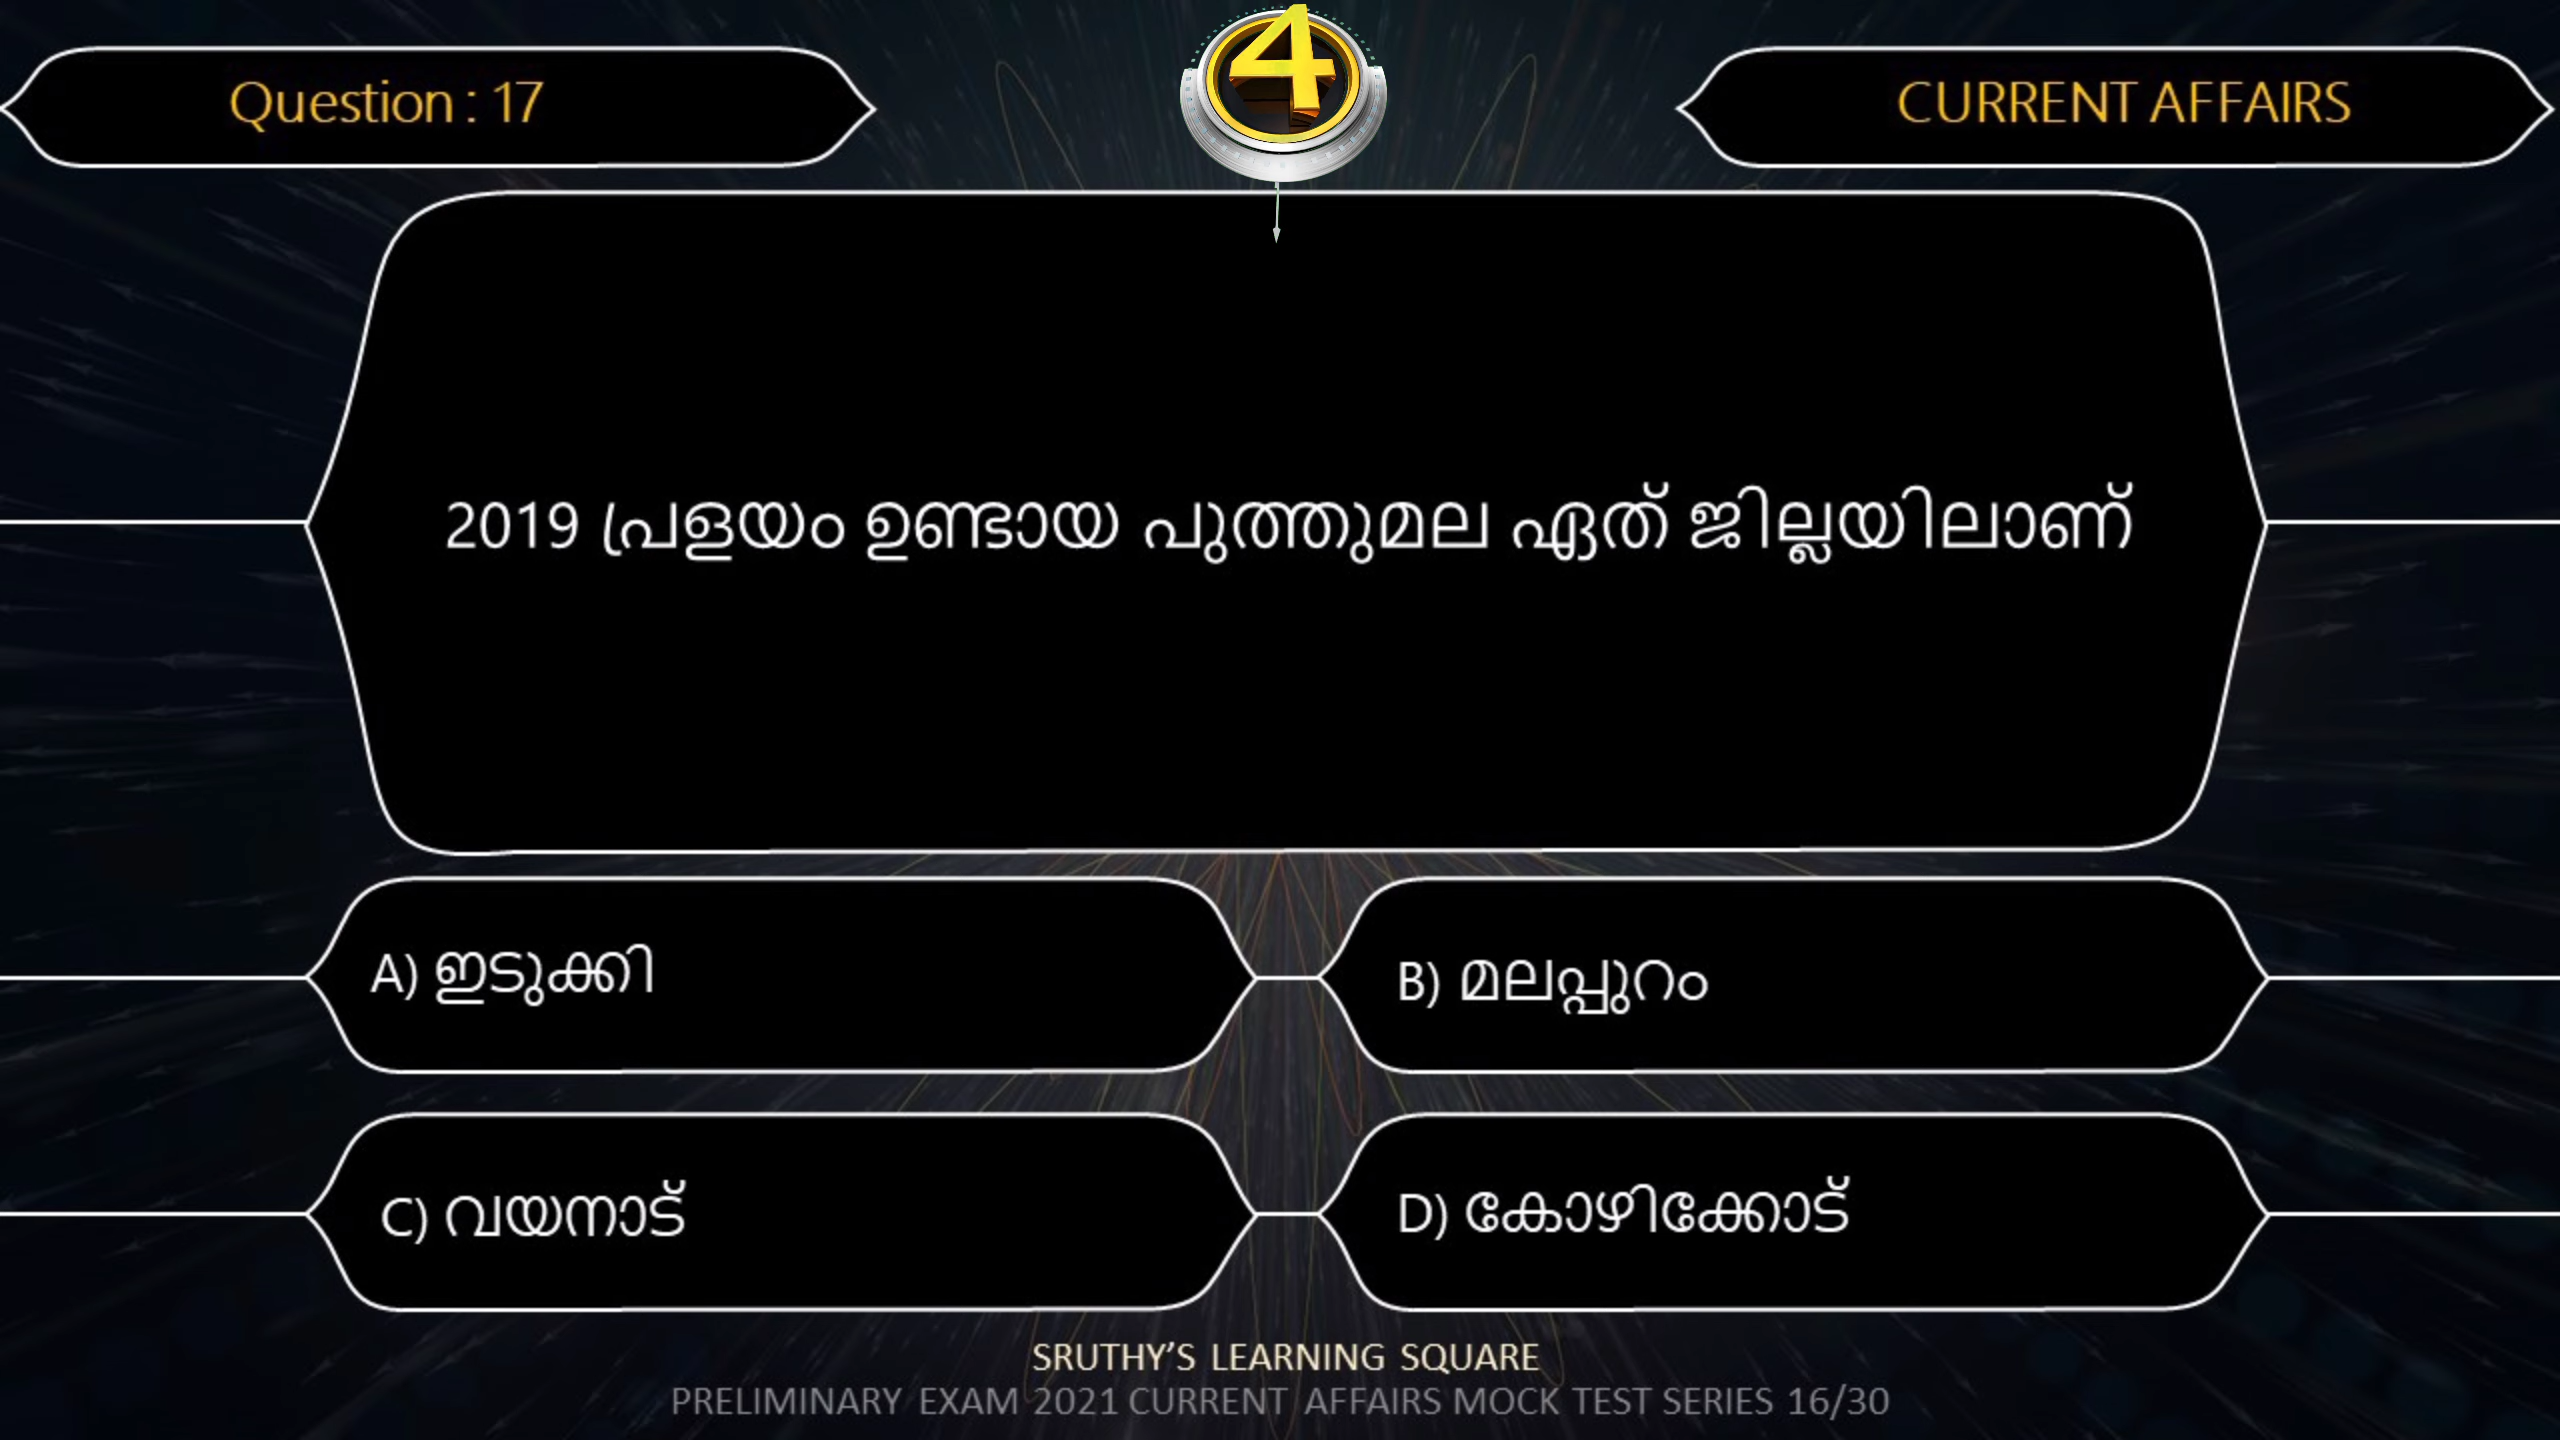 Question : 17
4
CURRENT AFFAIRS
2019 പ്രളയം ഉണ്ടായ പുത്തുമല ഏത് ജില്ലയിലാണ്
A) ഇടുക്കി
B) മലപ്പുറം
C) വയനാട്
D) കോഴിക്കോട്
SRUTHY’S LEARNING SQUARE
PRELIMINARY EXAM 2021 CURRENT AFFAIRS MOCK TEST SERIES 16/30